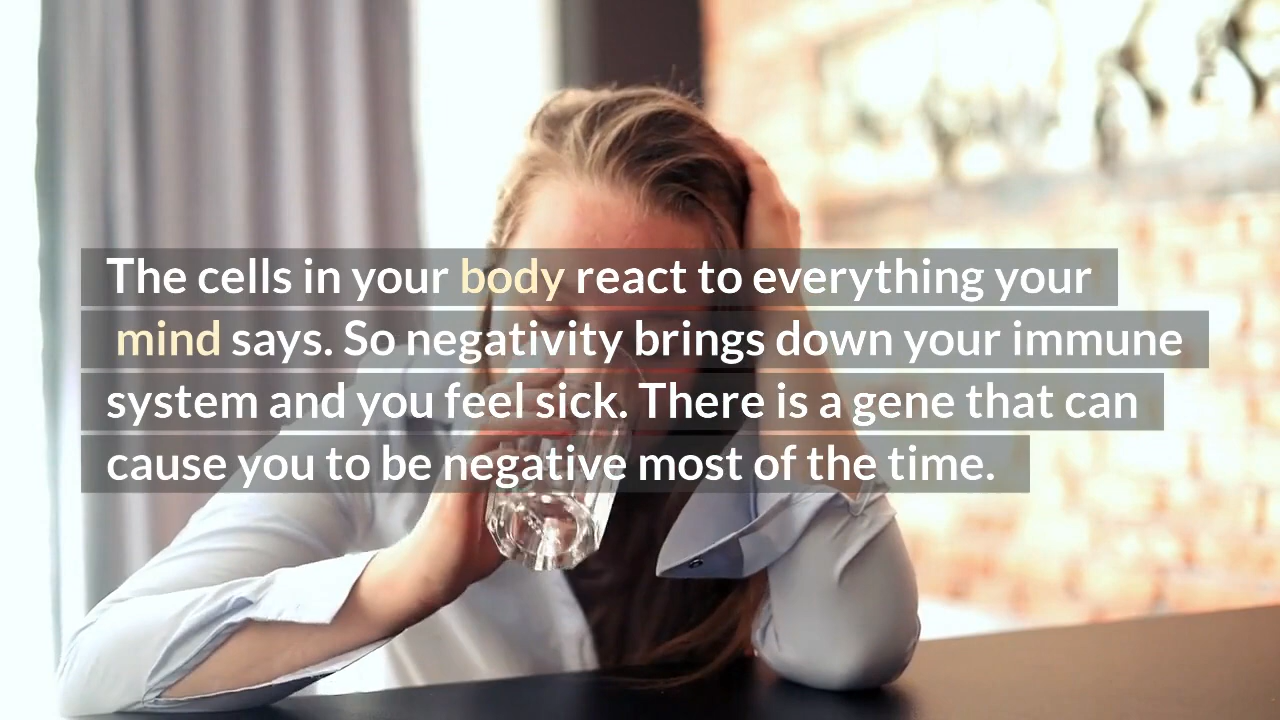 The cells in your body react to everything your
mind says. So negativity brings down your immune
system and you feel sick. There is a gene that can
cause you to be negative most of the time.